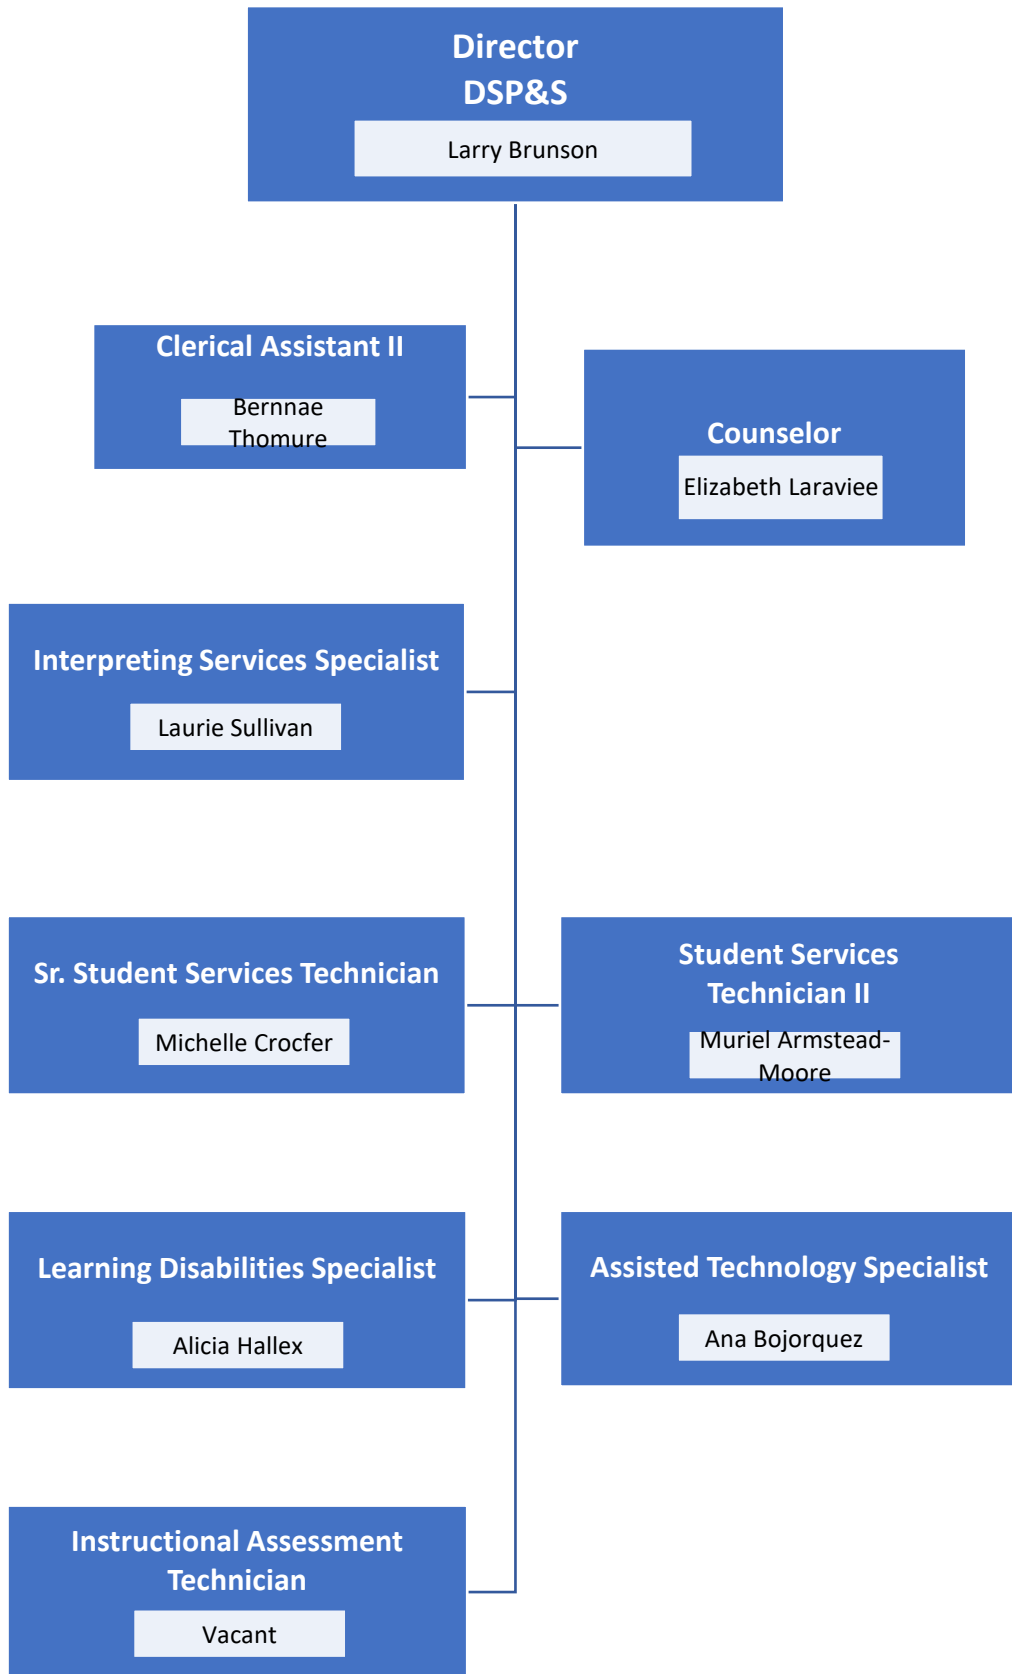 Director
DSP&S
Larry Brunson
Clerical Assistant II
Bernnae
Thomure
Counselor
Elizabeth Laraviee
Interpreting Services Specialist
Laurie Sullivan
Sr. Student Services Technician
Michelle Crocfer
Student Services
Technician II
Muriel Armstead-
Moore
Learning Disabilities Specialist
Alicia Hallex
Assisted Technology Specialist
Ana Bojorquez
Instructional Assessment
Technician
Vacant